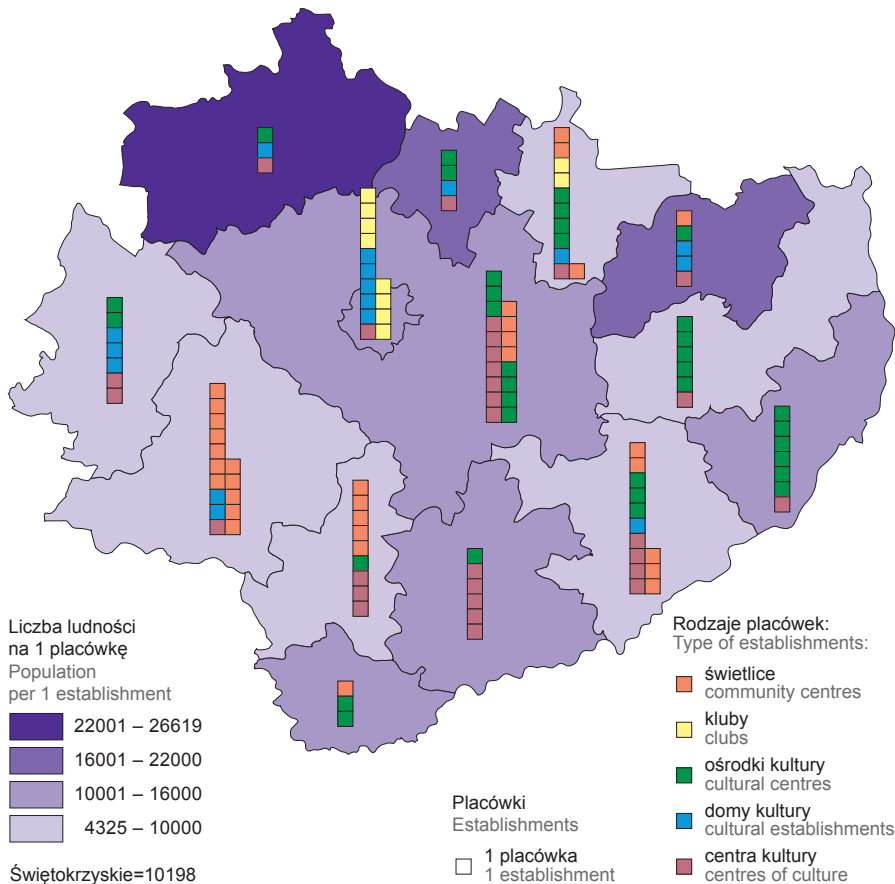 Liczba ludności
na 1 placówkę
Population
per 1 establishment
22001 – 26619
16001 – 22000
10001 – 16000
4325 – 10000
Świętokrzyskie=10198
Placówki
Establishments
1 placówka
1 establishment
Rodzaje placówek:
Type of establishments:
świetlice
community centres
kluby
clubs
ośrodki kultury
cultural centres
domy kultury
cultural establishments
centra kultury
centres of culture